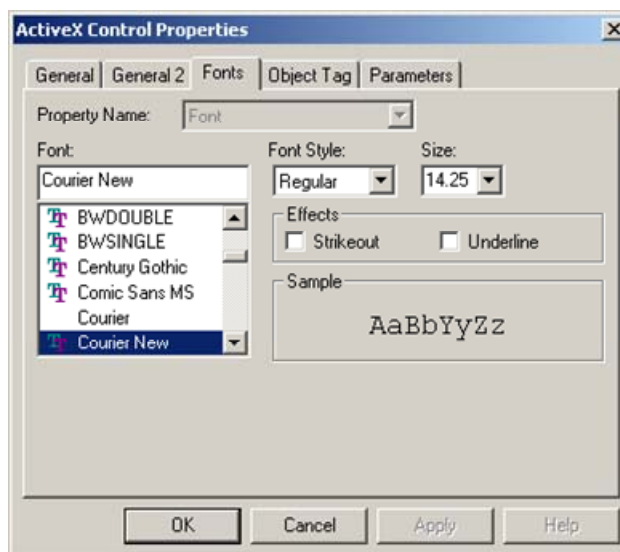 ActiveX Control Properties
General General 2 Fonts Object Tag Parameters
Property Name: Font
Font: Font Style: Size:
Courier New Regular 14.25
BWDOUBLE
BWSINGLE
Century Gothic
Comic Sans MS
Courier
Courier New
Effects
Strikeout Underline
Sample
AaBbYyZz
OK Cancel Apply Help